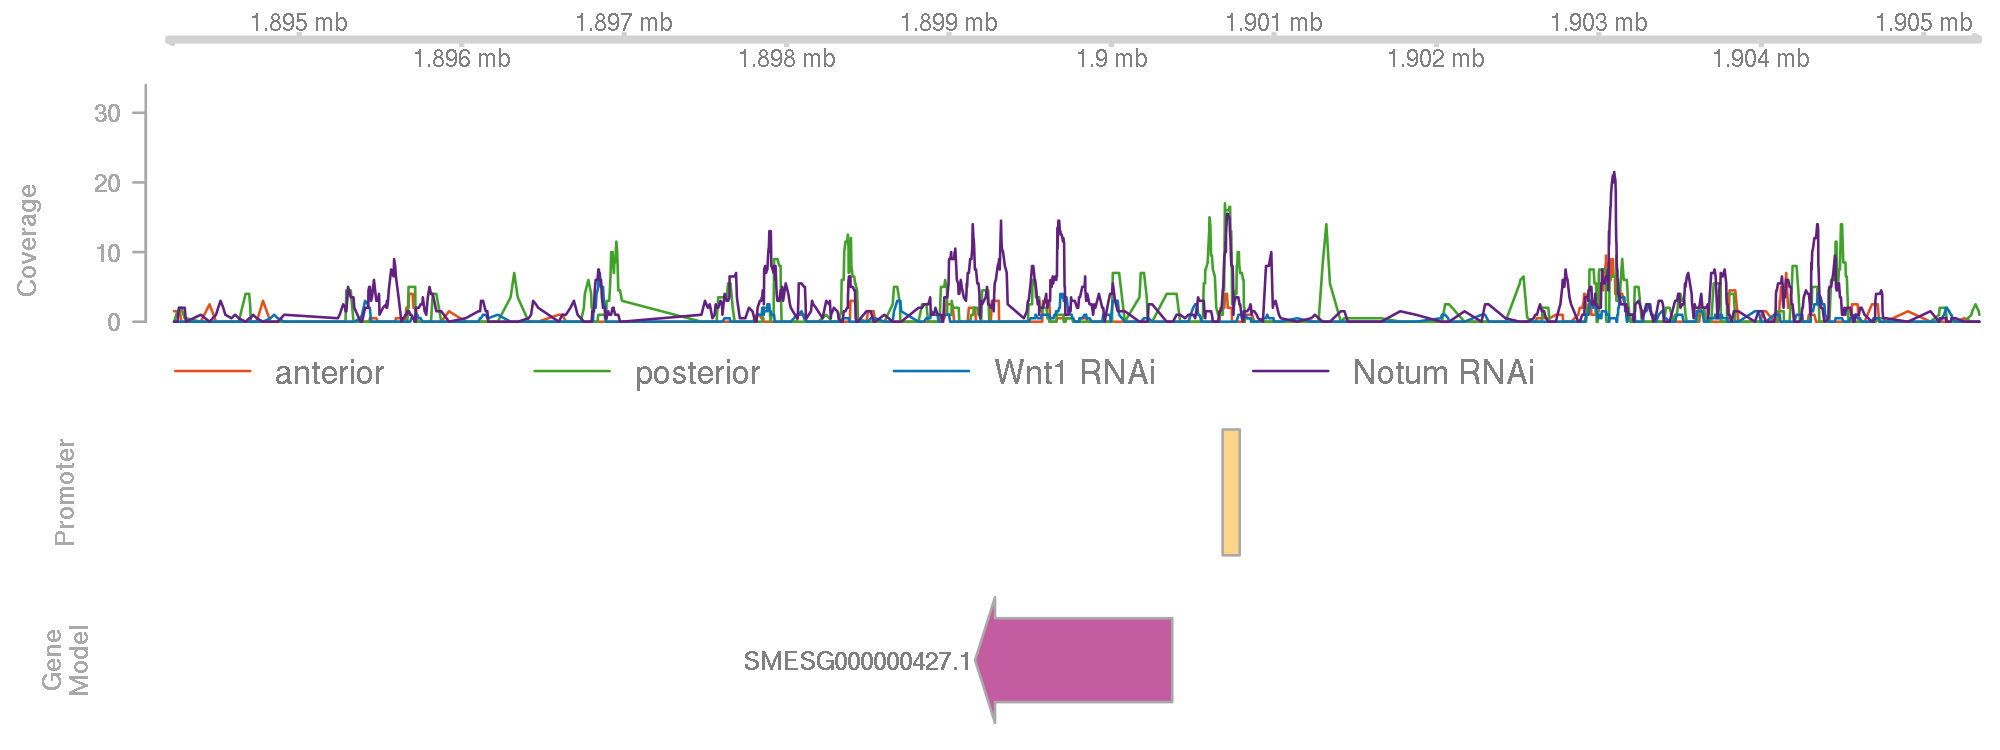 1.895 mb 1.897 mb 1.899 mb 1.901 mb 1.903 mb 1.905 mb
1.896 mb 1.898 mb 1.9 mb 1.902 mb 1.904 mb
Coverage
30
20
10
0
anterior posterior Wnt1 RNAi Notum RNAi
Promoter
Gene
Model
SMESG000000427.1